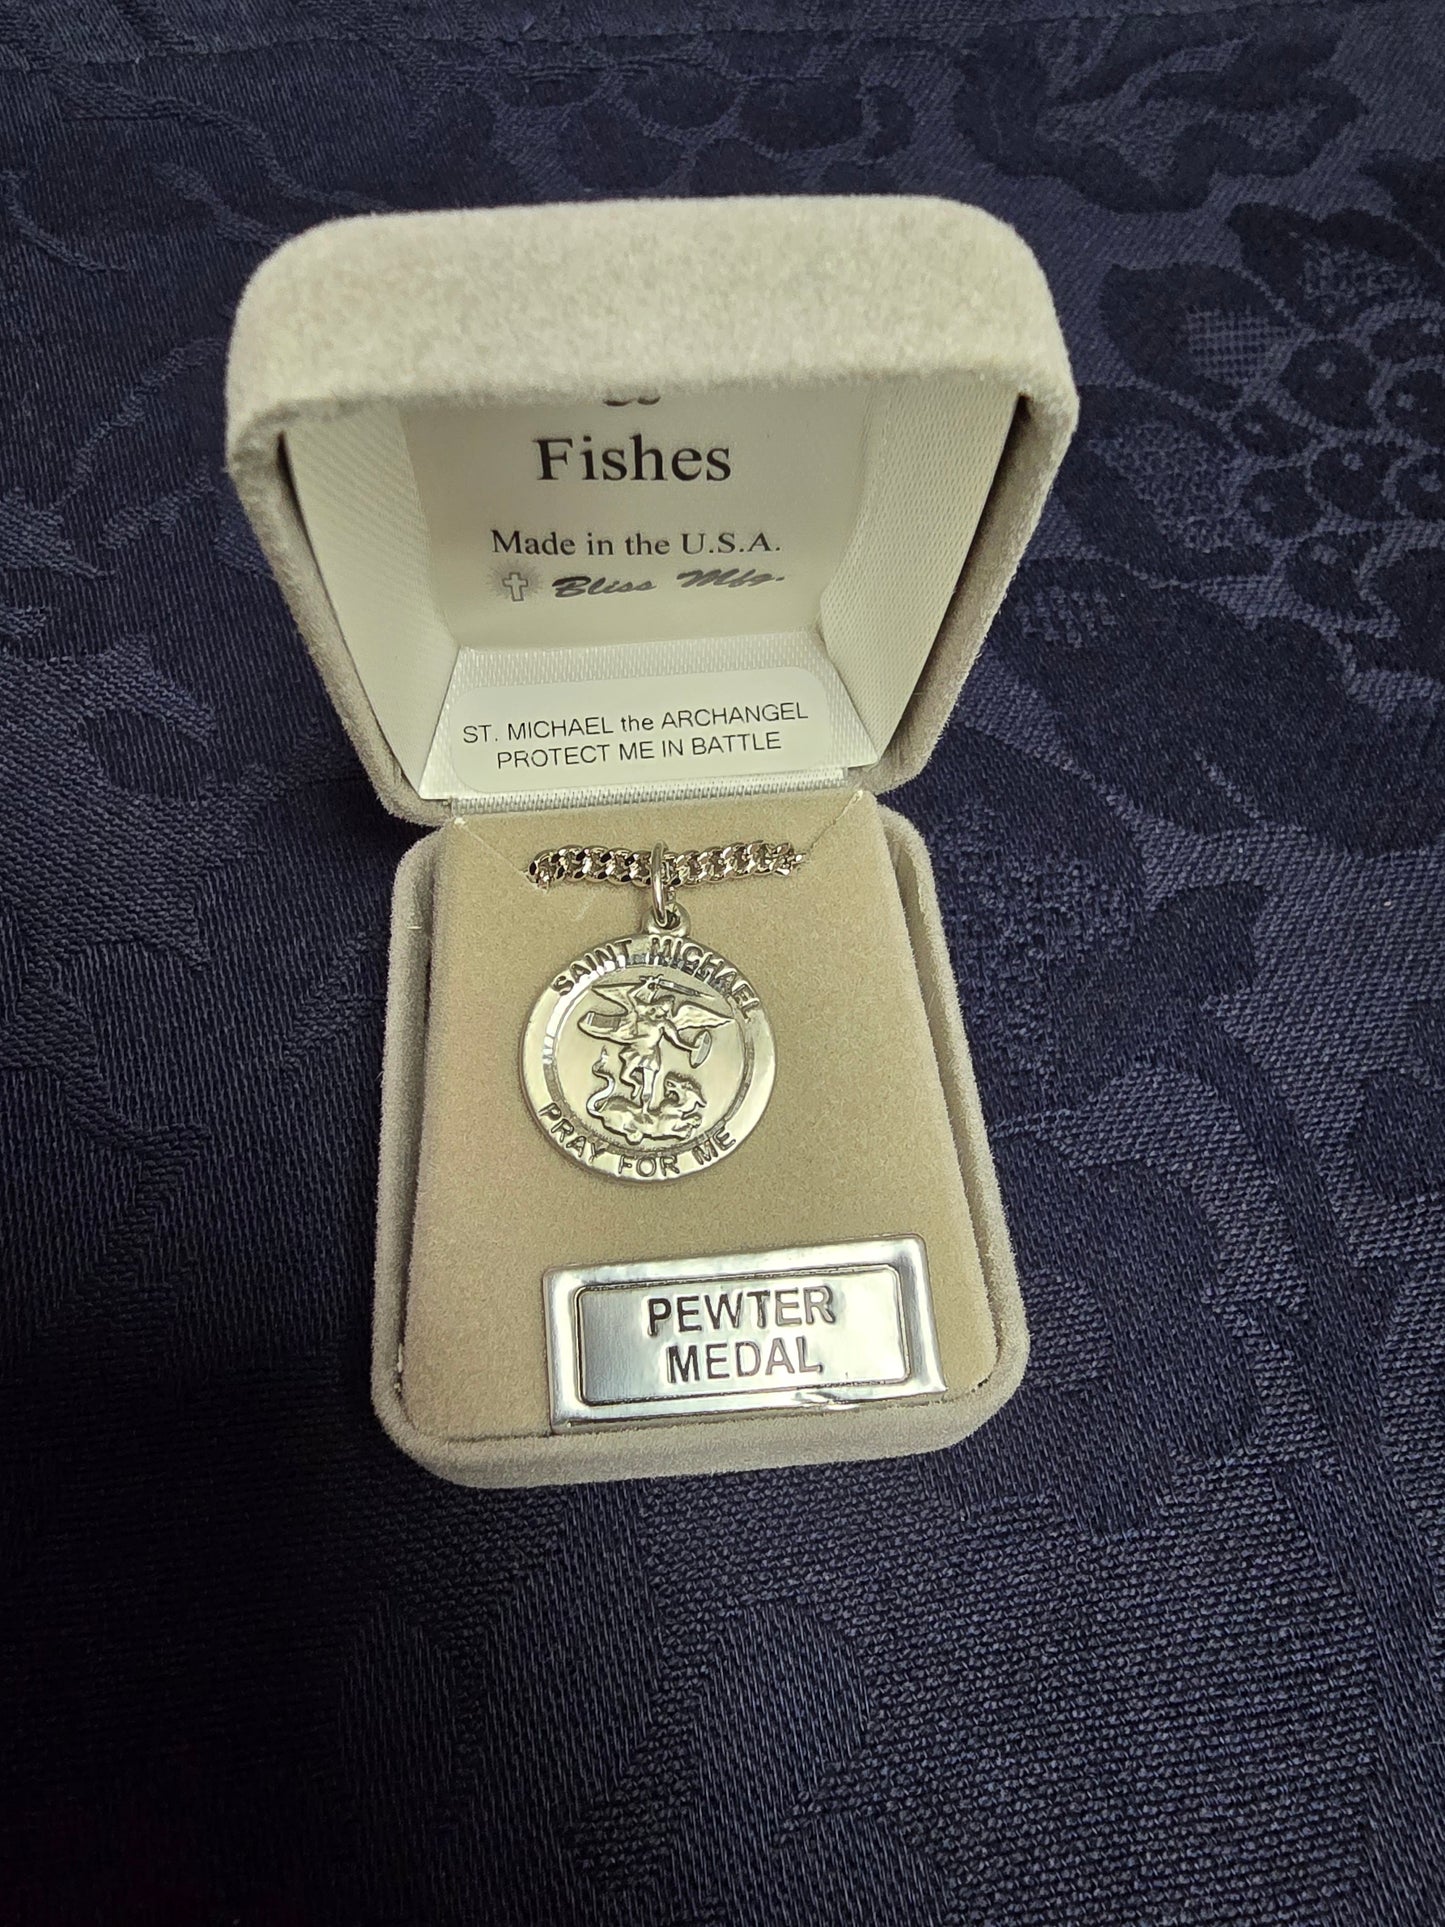 Fishes
Made in the U.S.A.
Bliss Mfg.
ST. MICHAEL the ARCHANGEL
PROTECT ME IN BATTLE
SAINT MICHAEL
PRAY FOR ME
PEWTER
MEDAL